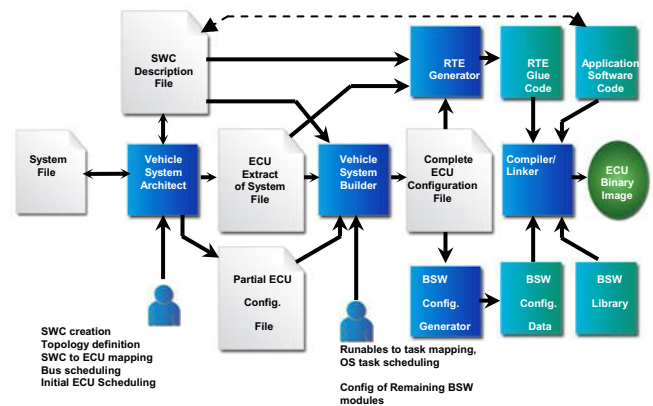 SWC
Description
File
RTE
Generator
RTE
Glue
Code
Application
Software
Code
System
File
Vehicle
System
Architect
ECU
Extract
of System
File
Vehicle
System
Builder
Complete
ECU
Configuration
File
Compiler/
Linker
ECU
Binary
Image
Partial ECU
Config.
File
BSW
Config.
Generator
BSW
Config.
Data
BSW
Library
SWC creation
Topology definition
SWC to ECU mapping
Bus scheduling
Initial ECU Scheduling
Runables to task mapping,
OS task scheduling
Config of Remaining BSW
modules